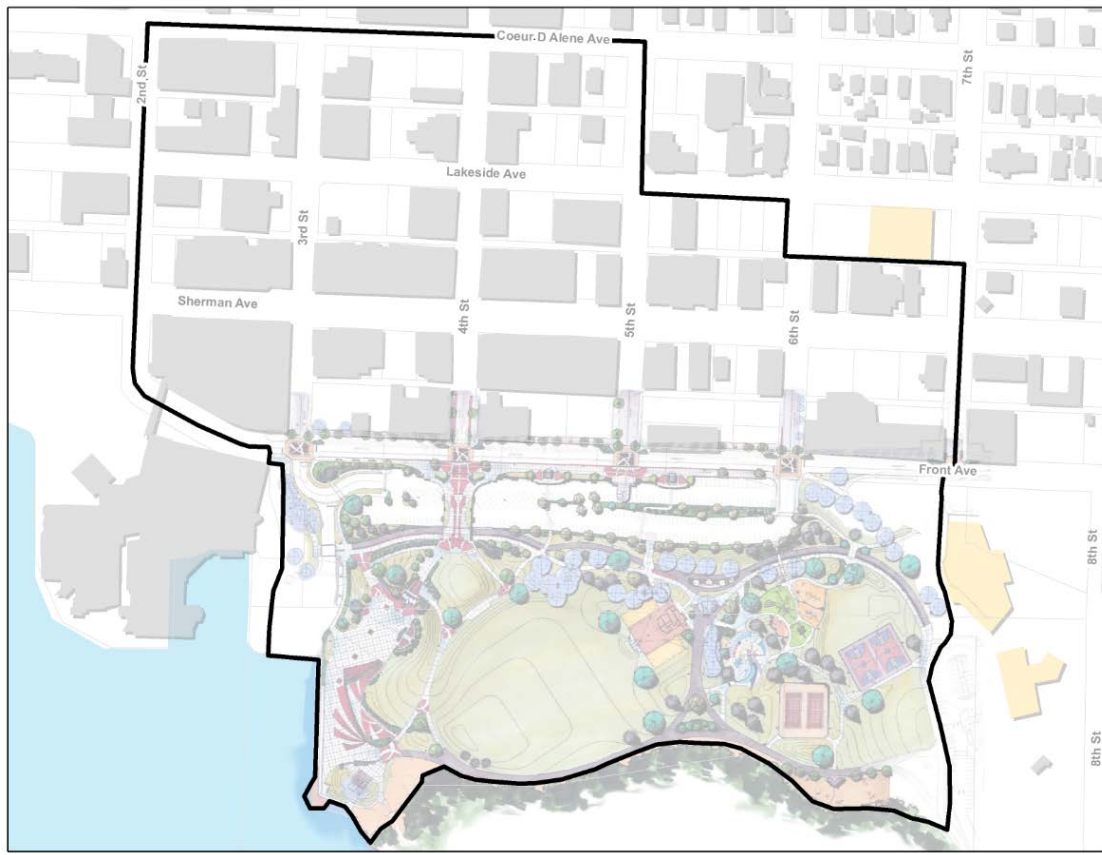 Coeur D Alene Ave
2nd St
7th St
Lakeside Ave
3rd St
Sherman Ave
4th St
5th St
6th St
Front Ave
8th St
8th St